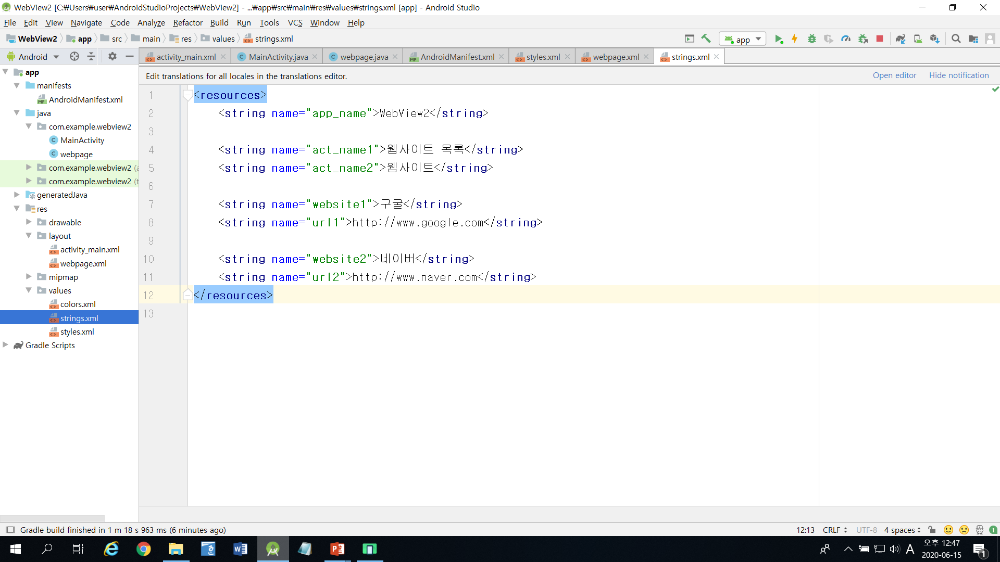 WebView2 [C:₩Users₩user₩AndroidStudioProjects₩WebView2] - ...₩app₩src₩main₩res₩values₩strings.xml [app] - Android Studio
File Edit View Navigate Code Analyze Refactor Build Run Tools VCS Window Help
WebView2 app src main res values strings.xml app
Android activity_main.xml MainActivity.java webpage.java AndroidManifest.xml styles.xml webpage.xml strings.xml
app
manifests
AndroidManifest.xml
java
com.example.webview2
MainActivity
webpage
com.example.webview2 (a
com.example.webview2 (t
generatedJava
res
drawable
layout
activity_main.xml
webpage.xml
mipmap
values
colors.xml
strings.xml
styles.xml
Gradle Scripts
Edit translations for all locales in the translations editor. Open editor Hide notification
1 <resources>
2 <string name="app_name">WebView2</string>
3
4 <string name="act_name1">웹사이트 목록</string>
5 <string name="act_name2">웹사이트</string>
6
7 <string name="website1">구굴</string>
8 <string name="url1">http://www.google.com</string>
9
10 <string name="website2">네이버</string>
11 <string name="url2">http://www.naver.com</string>
12 </resources>
13
Gradle build finished in 1 m 18 s 963 ms (6 minutes ago) 12:13 CRLF UTF-8 4 spaces 1
A 오후 12:47
2020-06-15 1